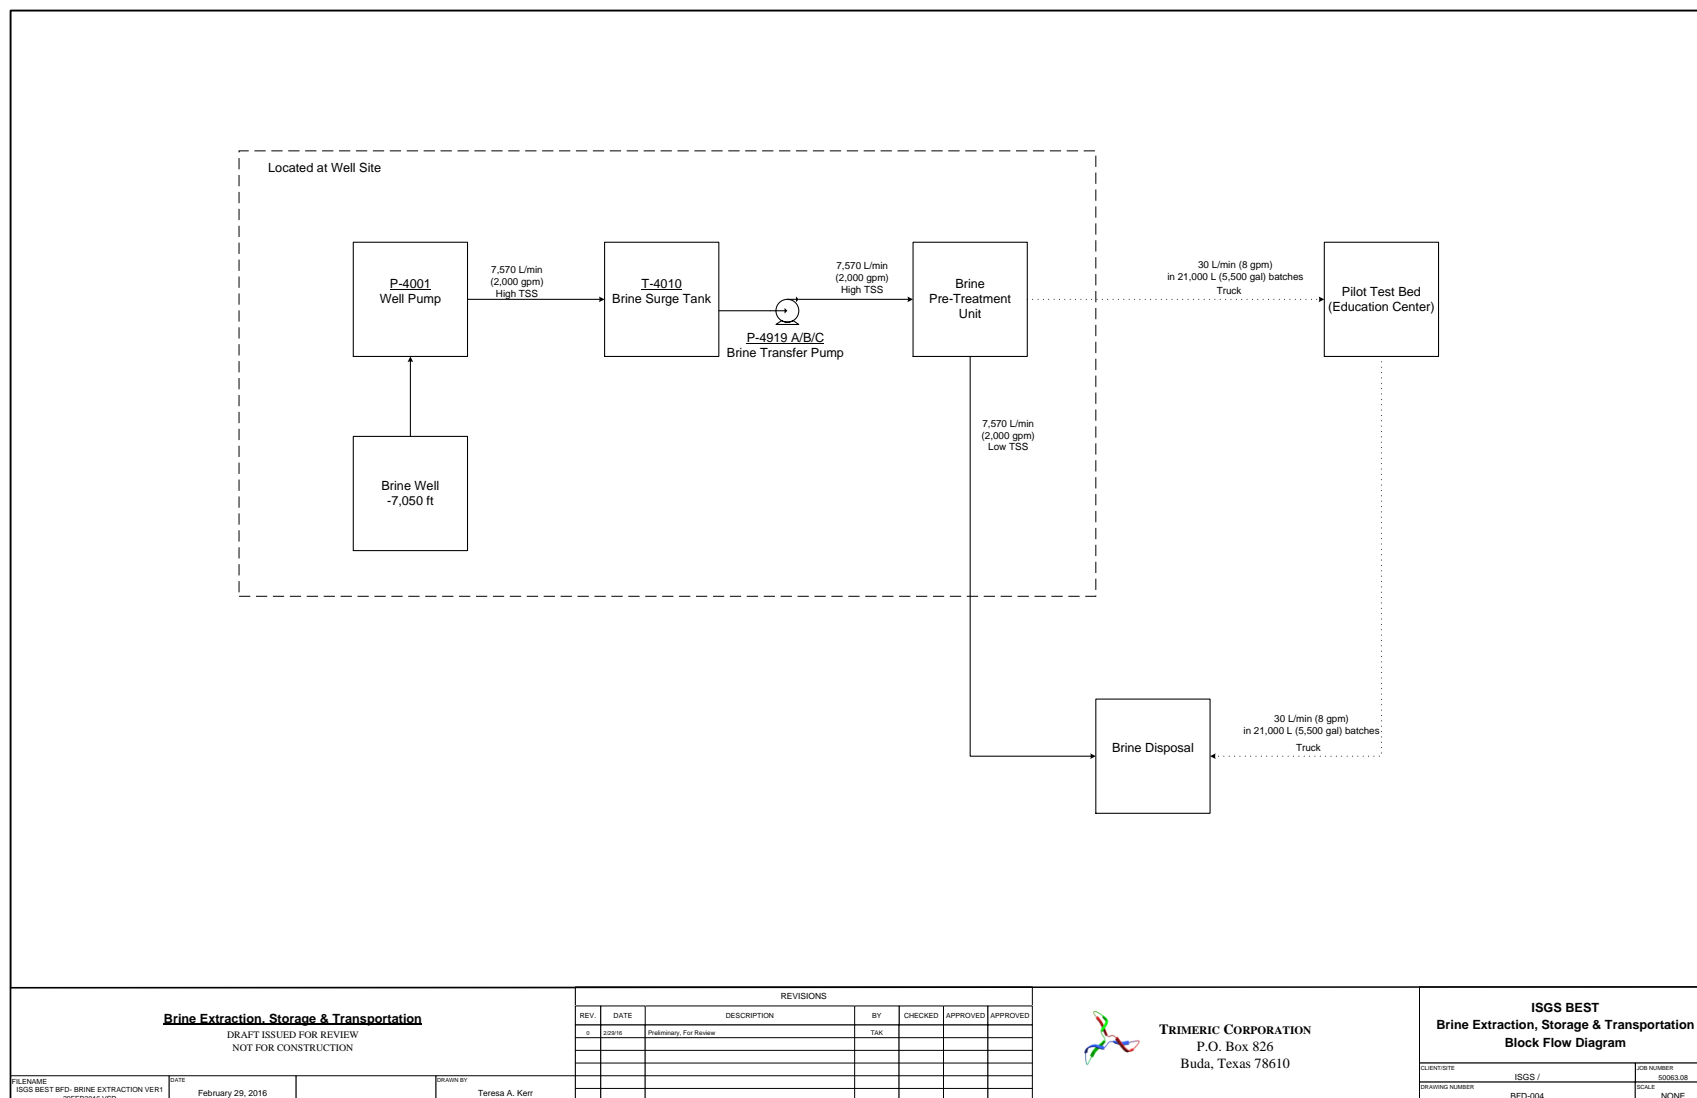 Located at Well Site
P-4001
Well Pump
7,570 L/min
(2,000 gpm)
High TSS
T-4010
Brine Surge Tank
P-4919 A/B/C
Brine Transfer Pump
7,570 L/min
(2,000 gpm)
High TSS
Brine
Pre-Treatment
Unit
30 L/min (8 gpm)
in 21,000 L (5,500 gal) batches
Truck
Pilot Test Bed
(Education Center)
Brine Well
-7,050 ft
7,570 L/min
(2,000 gpm)
Low TSS
Brine Disposal
30 L/min (8 gpm)
in 21,000 L (5,500 gal) batches
Truck
Brine Extraction, Storage & Transportation
DRAFT ISSUED FOR REVIEW
NOT FOR CONSTRUCTION
FILENAME
ISGS BEST BFD- BRINE EXTRACTION VER1
DATE
February 29, 2016
DRAWN BY
Teresa A. Kerr
REVISIONS
REV. DATE DESCRIPTION BY CHECKED APPROVED APPROVED
0 2/29/16 Preliminary, For Review TAK
TRIMERIC CORPORATION
P.O. Box 826
Buda, Texas 78610
ISGS BEST
Brine Extraction, Storage & Transportation
Block Flow Diagram
CLIENT/SITE
ISGS /
JOB NUMBER
50063.08
DRAWING NUMBER
BFD-004
SCALE
NONE